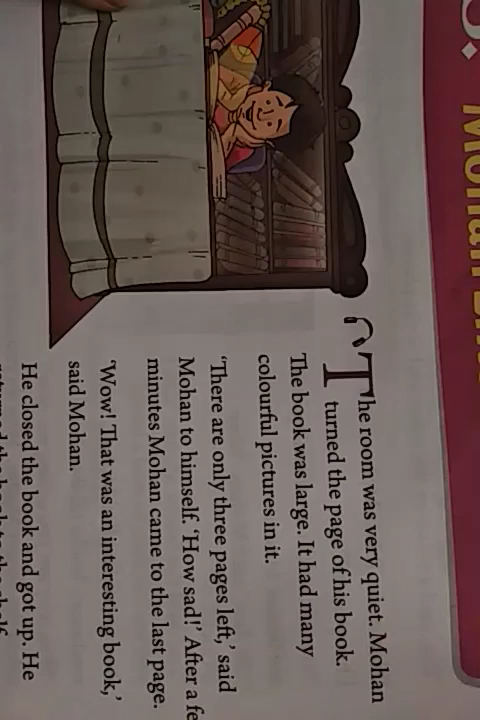 Mohan
The room was very quiet. Mohan
turned the page of his book.
The book was large. It had many
colourful pictures in it.
‘There are only three pages left,’ said
Mohan to himself. ‘How sad!’ After a
minutes Mohan came to the last page.
‘Wow! That was an interesting book,’
said Mohan.
He closed the book and got up. He